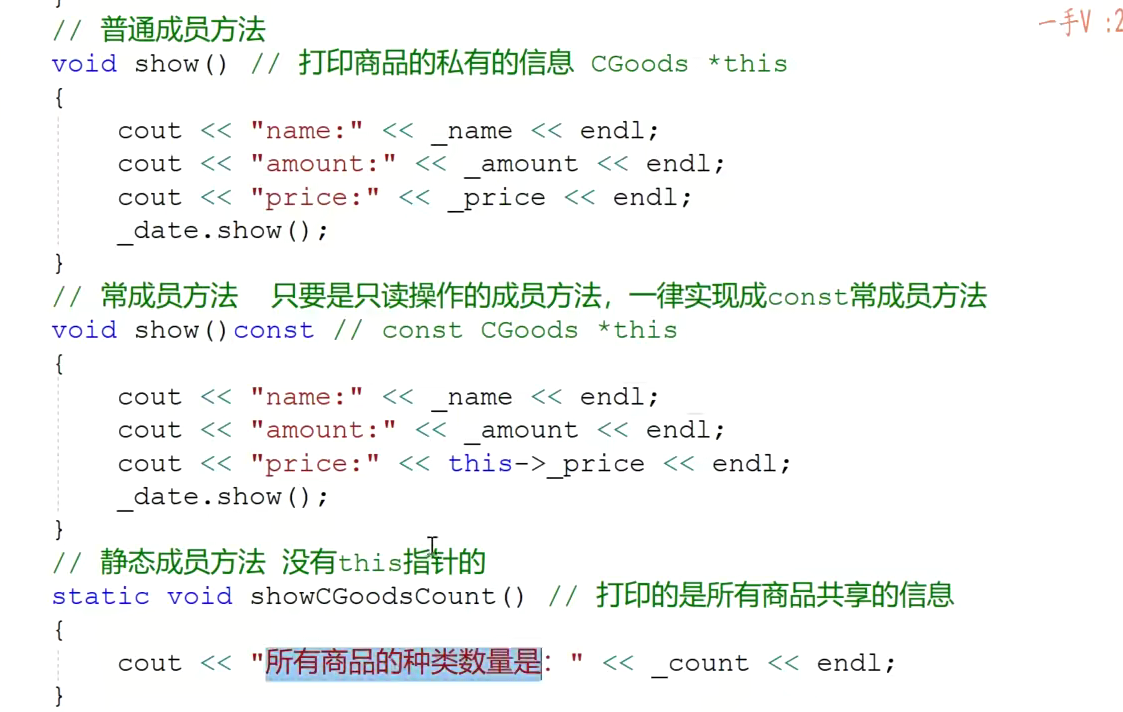 }
// 普通成员方法
一手V :2
void show() // 打印商品的私有的信息 CGoods *this
{
cout << "name:" << _name << endl;
cout << "amount:" << _amount << endl;
cout << "price:" << _price << endl;
_date.show();
}
// 常成员方法 只要是只读操作的成员方法，一律实现成const常成员方法
void show()const // const CGoods *this
{
cout << "name:" << _name << endl;
cout << "amount:" << _amount << endl;
cout << "price:" << this->_price << endl;
_date.show();
}
// 静态成员方法 没有this指针的
static void showCGoodsCount() // 打印的是所有商品共享的信息
{
cout << "所有商品的种类数量是：" << _count << endl;
}